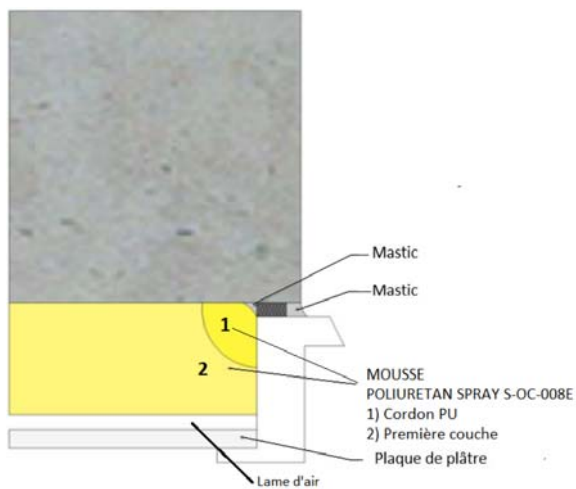 Mastic
Mastic
1
2
MOUSSE
POLIURETAN SPRAY S-OC-008E
1) Cordon PU
2) Première couche
Plaque de plâtre
Lame d'air